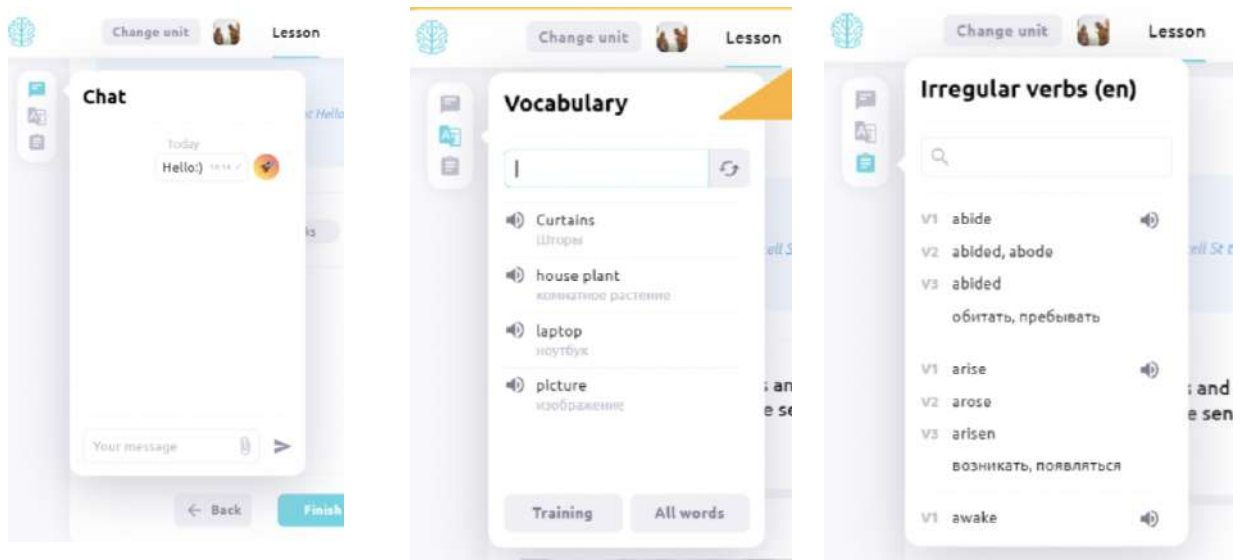 Change unit
Lesson
Chat
Hello
Today
Hello:)
Your message
Back
Finish
Change unit
Lesson
Vocabulary
Curtains
Шторы
house plant
комнатное растение
laptop
ноутбук
picture
изображение
Training
All words
Change unit
Lesson
Irregular verbs (en)
V1 abide
V2 abided, abode
V3 abided
обитать, пребывать
V1 arise
V2 arose
V3 arisen
возникать, появляться
and
V1 awake